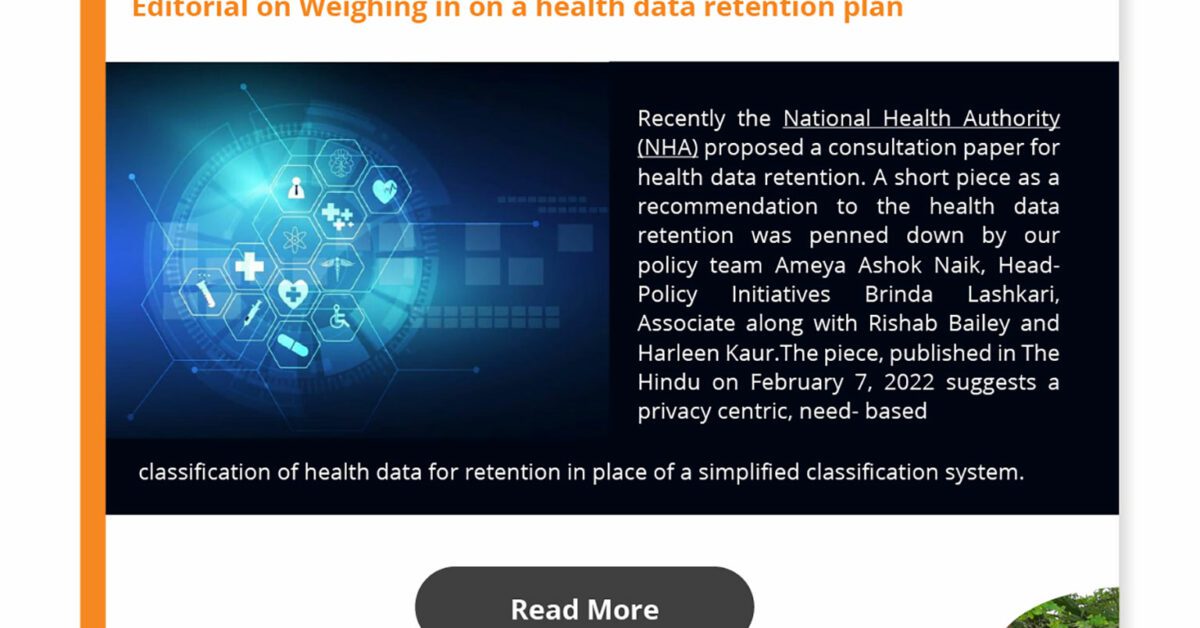 Editorial on Weighing in on a health data retention plan
Recently the National Health Authority
(NHA) proposed a consultation paper for
health data retention. A short piece as a
recommendation to the health data
retention was penned down by our
policy team Ameya Ashok Naik, Head-
Policy Initiatives Brinda Lashkari,
Associate along with Rishab Bailey and
Harleen Kaur.The piece, published in The
Hindu on February 7, 2022 suggests a
privacy centric, need- based
classification of health data for retention in place of a simplified classification system.
Read More